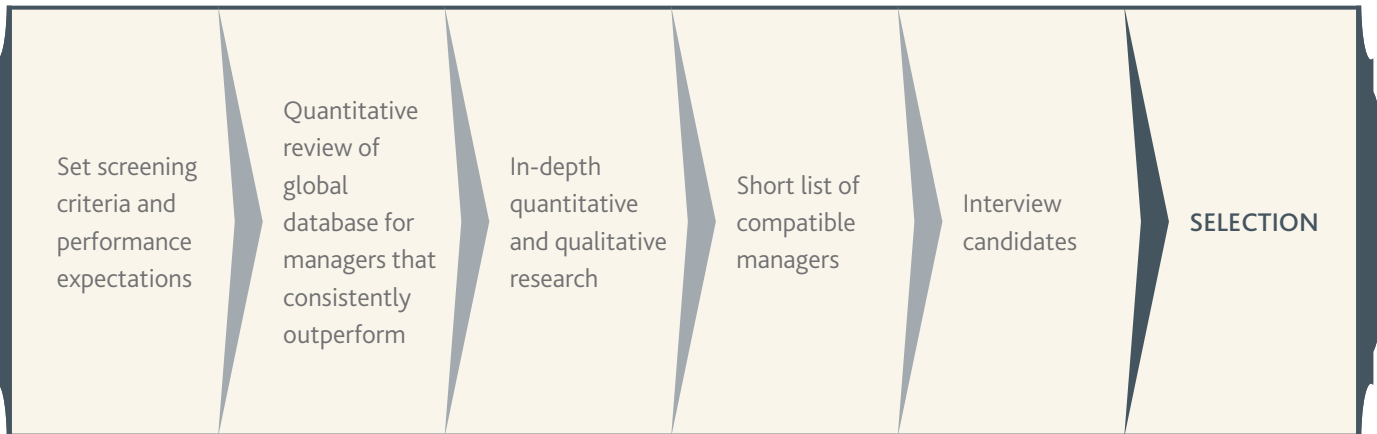 Set screening
criteria and
performance
expectations
Quantitative
review of
global
database for
managers that
consistently
outperform
In-depth
quantitative
and qualitative
research
Short list of
compatible
managers
Interview
candidates
SELECTION